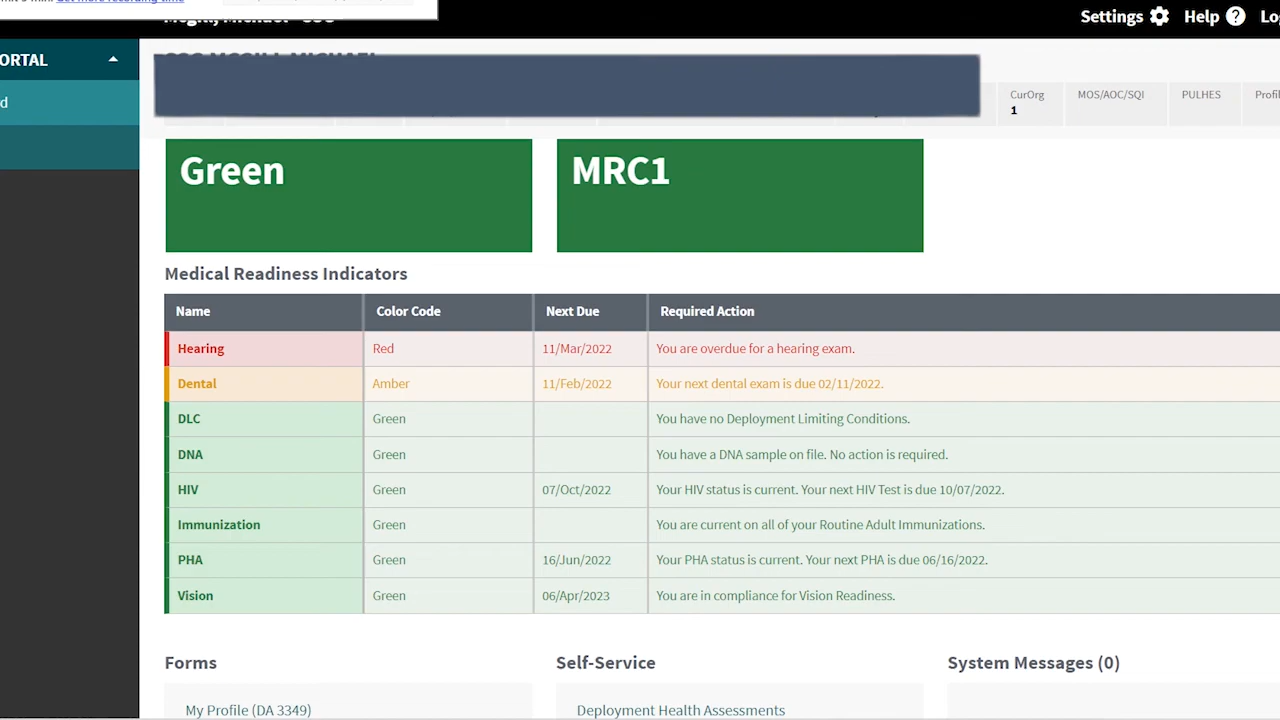 Get more recording time
Mcgill, Michael
Settings Help
ORTAL
d
CurOrg MOS/AOC/SQI PULHES
1
Green MRC1
Medical Readiness Indicators
Name Color Code Next Due Required Action
Hearing Red 11/Mar/2022 You are overdue for a hearing exam.
Dental Amber 11/Feb/2022 Your next dental exam is due 02/11/2022.
DLC Green You have no Deployment Limiting Conditions.
DNA Green You have a DNA sample on file. No action is required.
HIV Green 07/Oct/2022 Your HIV status is current. Your next HIV Test is due 10/07/2022.
Immunization Green You are current on all of your Routine Adult Immunizations.
PHA Green 16/Jun/2022 Your PHA status is current. Your next PHA is due 06/16/2022.
Vision Green 06/Apr/2023 You are in compliance for Vision Readiness.
Forms Self-Service System Messages (0)
My Profile (DA 3349) Deployment Health Assessments